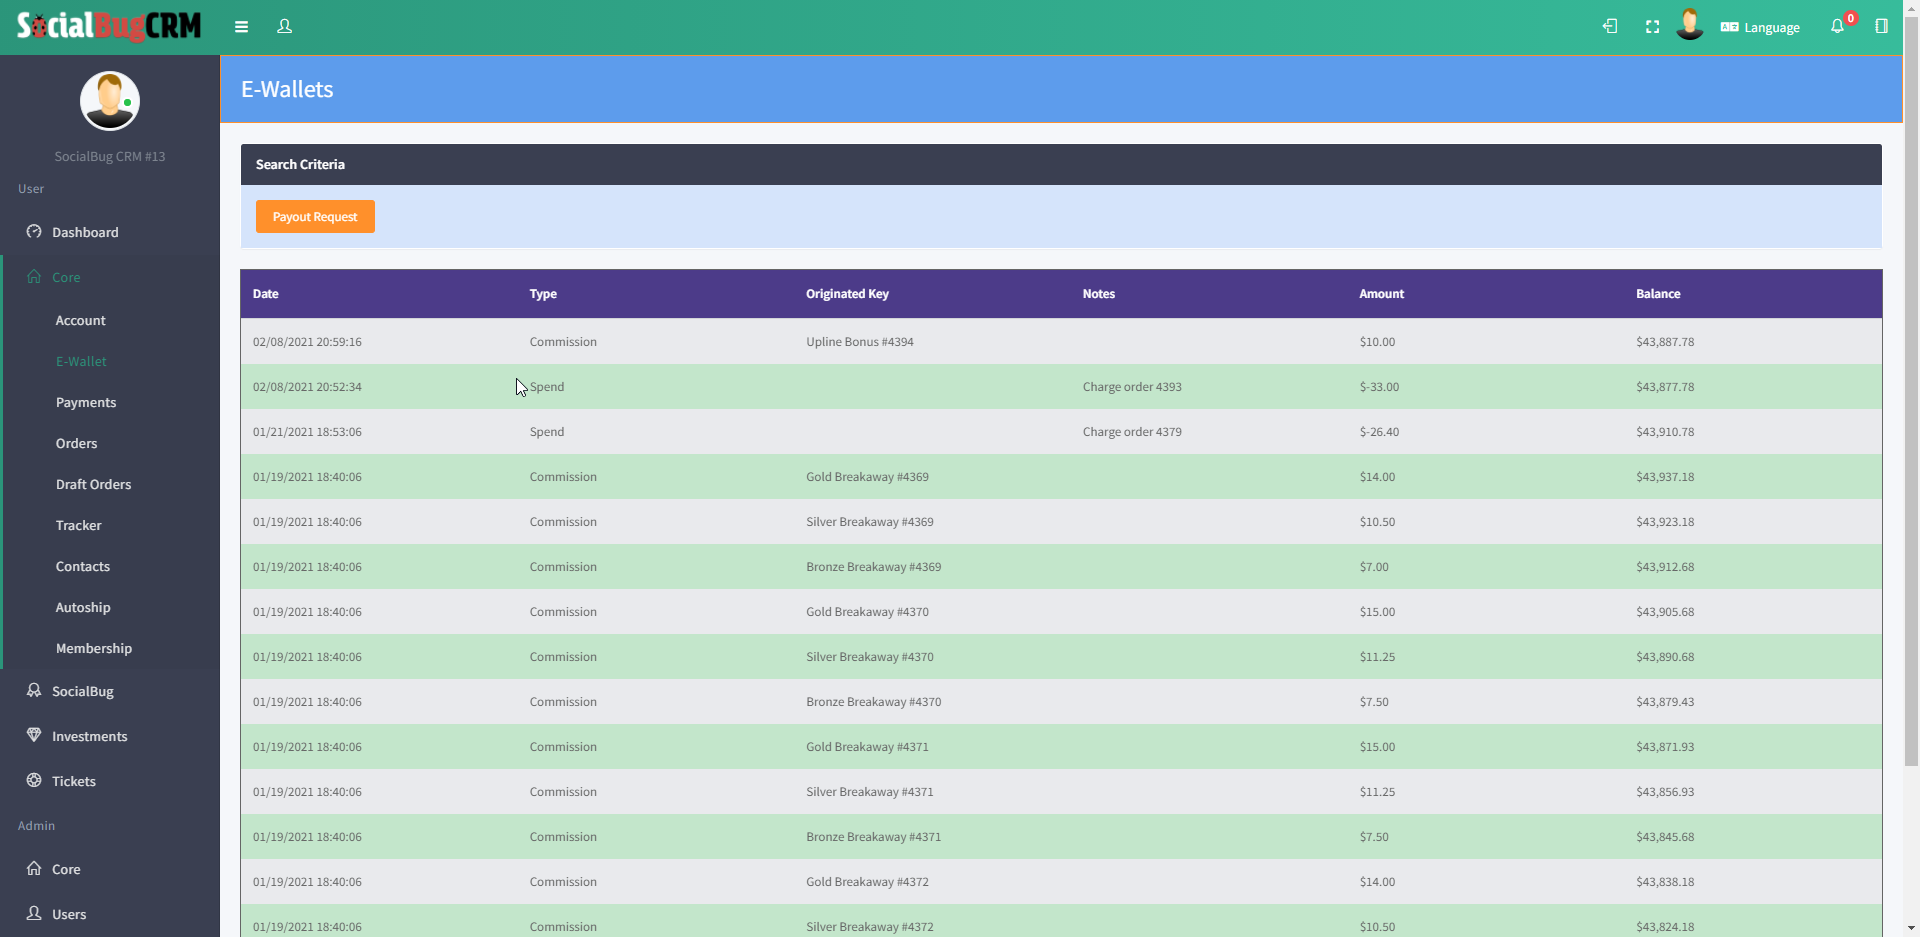 SocialBugCRM
Language
0
SocialBug CRM #13
User
Dashboard
Core
Account
E-Wallet
Payments
Orders
Draft Orders
Tracker
Contacts
Autoship
Membership
SocialBug
Investments
Tickets
Admin
Core
Users
E-Wallets
Search Criteria
Payout Request
Date Type Originated Key Notes Amount Balance
02/08/2021 20:59:16 Commission Upline Bonus #4394 $10.00 $43,887.78
02/08/2021 20:52:34 Spend Charge order 4393 $-33.00 $43,877.78
01/21/2021 18:53:06 Spend Charge order 4379 $-26.40 $43,910.78
01/19/2021 18:40:06 Commission Gold Breakaway #4369 $14.00 $43,937.18
01/19/2021 18:40:06 Commission Silver Breakaway #4369 $10.50 $43,923.18
01/19/2021 18:40:06 Commission Bronze Breakaway #4369 $7.00 $43,912.68
01/19/2021 18:40:06 Commission Gold Breakaway #4370 $15.00 $43,905.68
01/19/2021 18:40:06 Commission Silver Breakaway #4370 $11.25 $43,890.68
01/19/2021 18:40:06 Commission Bronze Breakaway #4370 $7.50 $43,879.43
01/19/2021 18:40:06 Commission Gold Breakaway #4371 $15.00 $43,871.93
01/19/2021 18:40:06 Commission Silver Breakaway #4371 $11.25 $43,856.93
01/19/2021 18:40:06 Commission Bronze Breakaway #4371 $7.50 $43,845.68
01/19/2021 18:40:06 Commission Gold Breakaway #4372 $14.00 $43,838.18
01/19/2021 18:40:06 Commission Silver Breakaway #4372 $10.50 $43,824.18